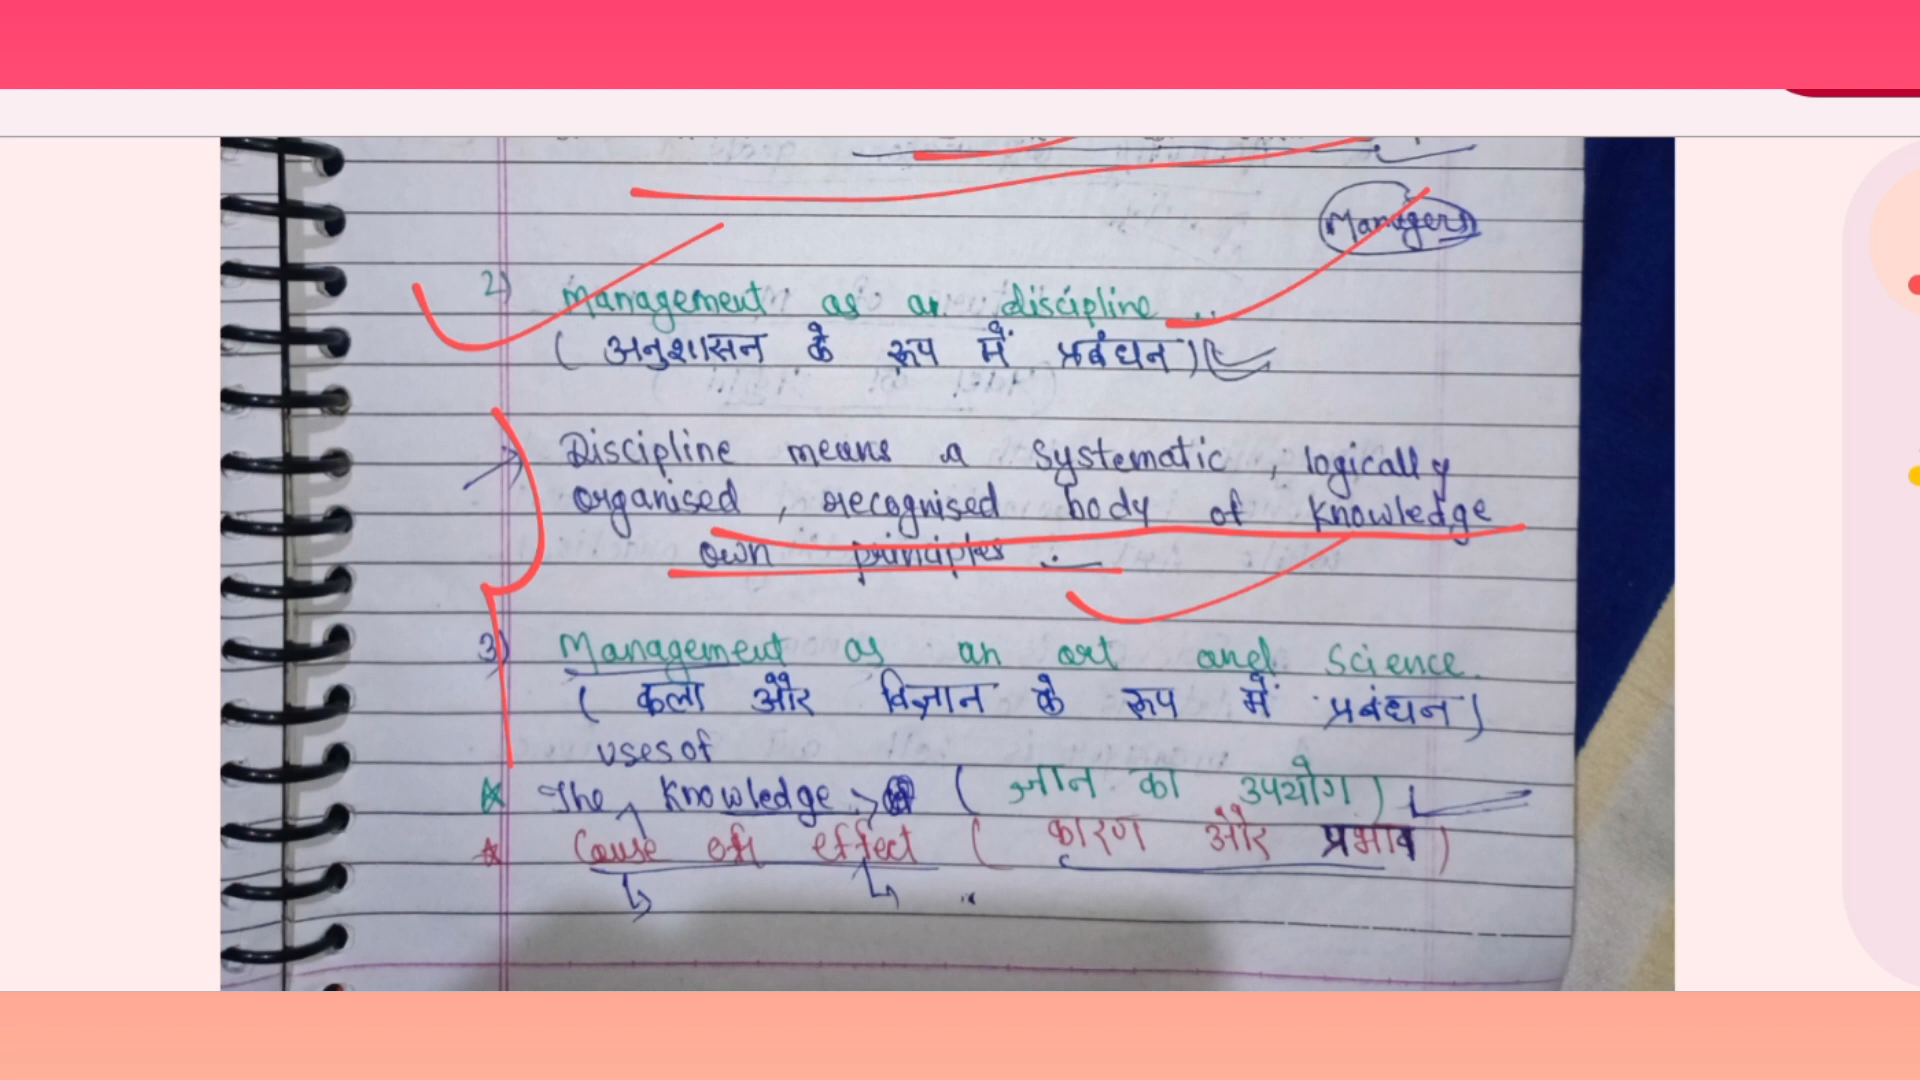 Managers
2) Management as a discipline ..
( अनुशासन के रूप में प्रबंधन )
Discipline means a systematic , logically
organised , recognised body of knowledge
own principles .
3) Management as an art and Science.
( कला और विज्ञान के रूप में प्रबंधन )
uses of
The knowledge ( ज्ञान का उपयोग )
Cause of effect ( कारण और प्रभाव )